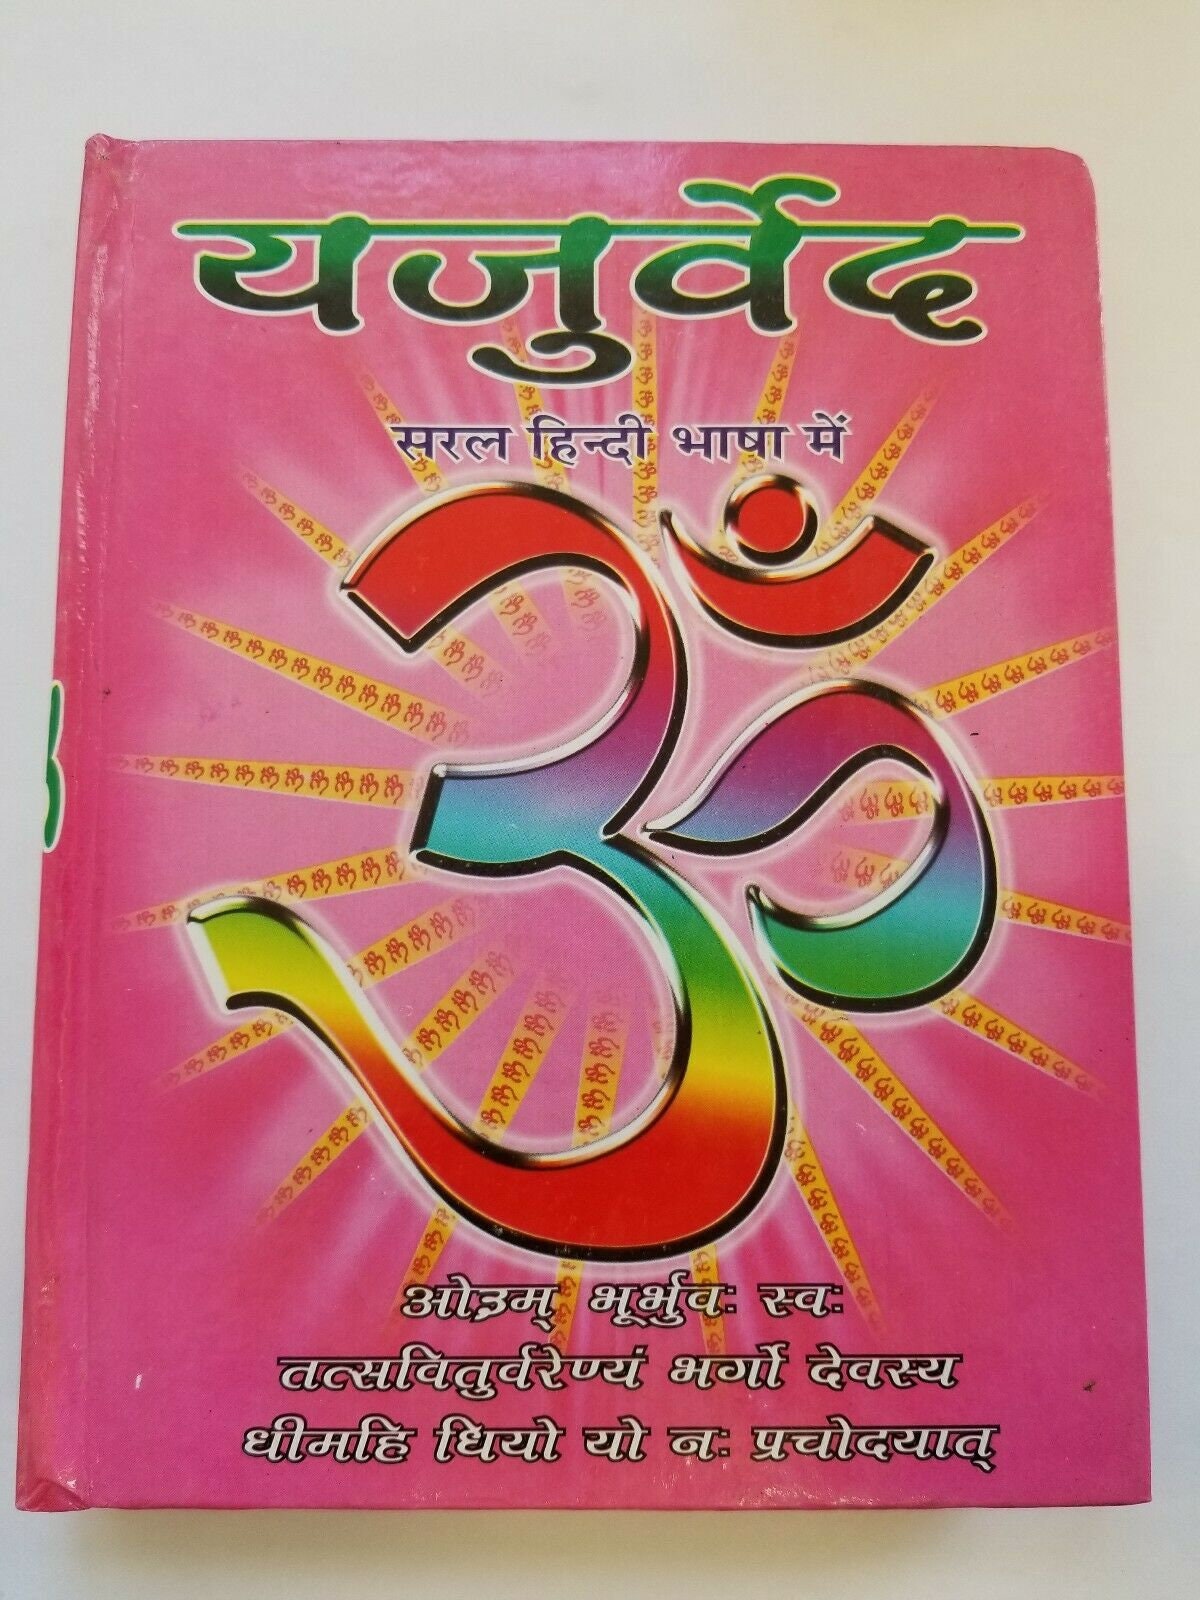 यजुर्वेद
सरल हिन्दी भाषा में
ॐ
ओ३म् भूर्भुवः स्वः
तत्सवितुर्वरेण्यं भर्गो देवस्य
धीमहि धियो यो नः प्रचोदयात्